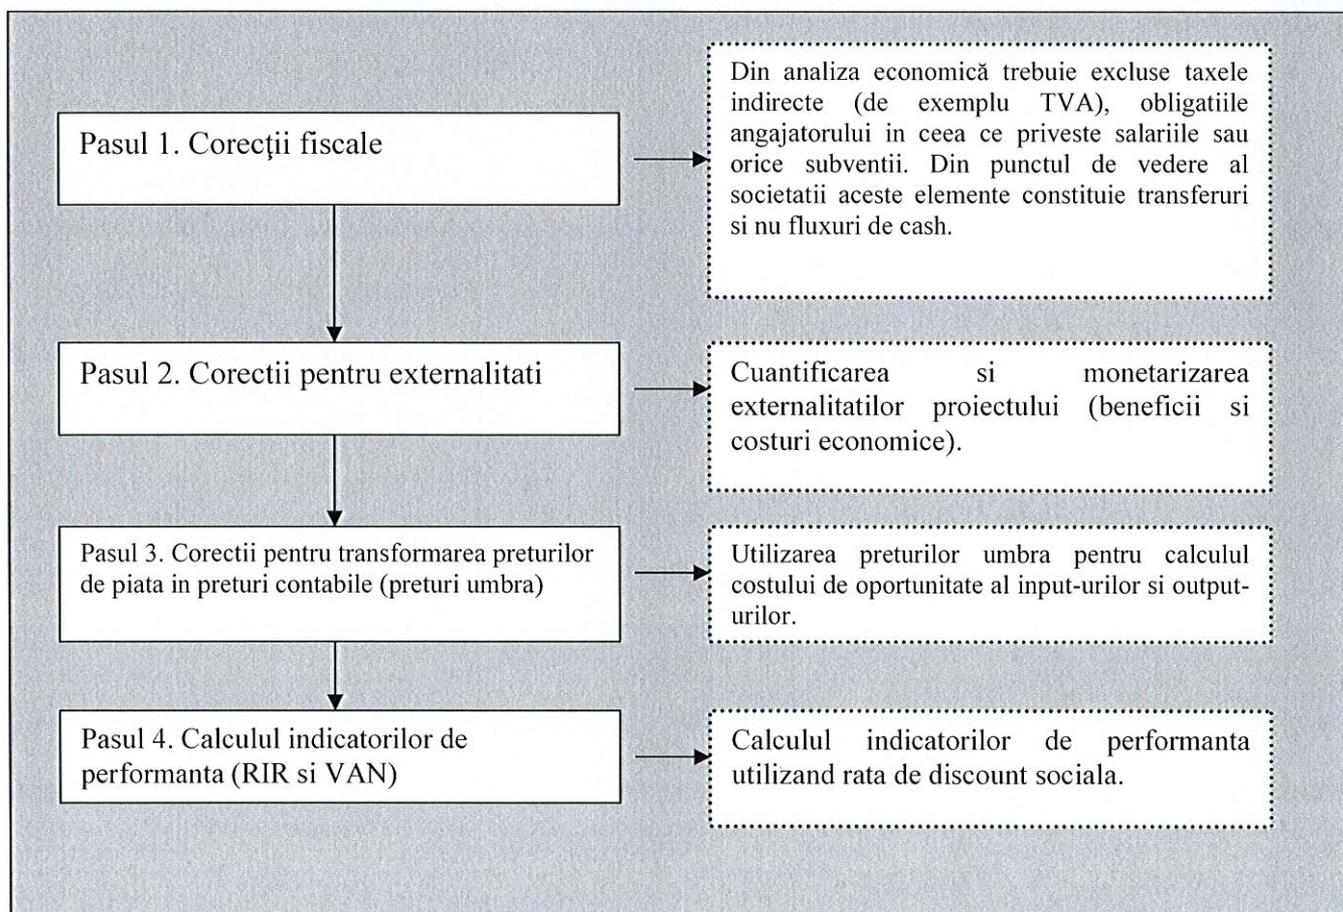 Pasul 1. Corecţii fiscale
Din analiza economică trebuie excluse taxele
indirecte (de exemplu TVA), obligatiile
angajatorului in ceea ce priveste salariile sau
orice subventii. Din punctul de vedere al
societatii aceste elemente constituie transferuri
si nu fluxuri de cash.
Pasul 2. Corectii pentru externalitati
Cuantificarea si monetarizarea
externalitatilor proiectului (beneficii si
costuri economice).
Pasul 3. Corectii pentru transformarea preturilor
de piata in preturi contabile (preturi umbra)
Utilizarea preturilor umbra pentru calculul
costului de oportunitate al input-urilor si output-
urilor.
Pasul 4. Calculul indicatorilor de
performanta (RIR si VAN)
Calculul indicatorilor de performanta
utilizand rata de discount sociala.